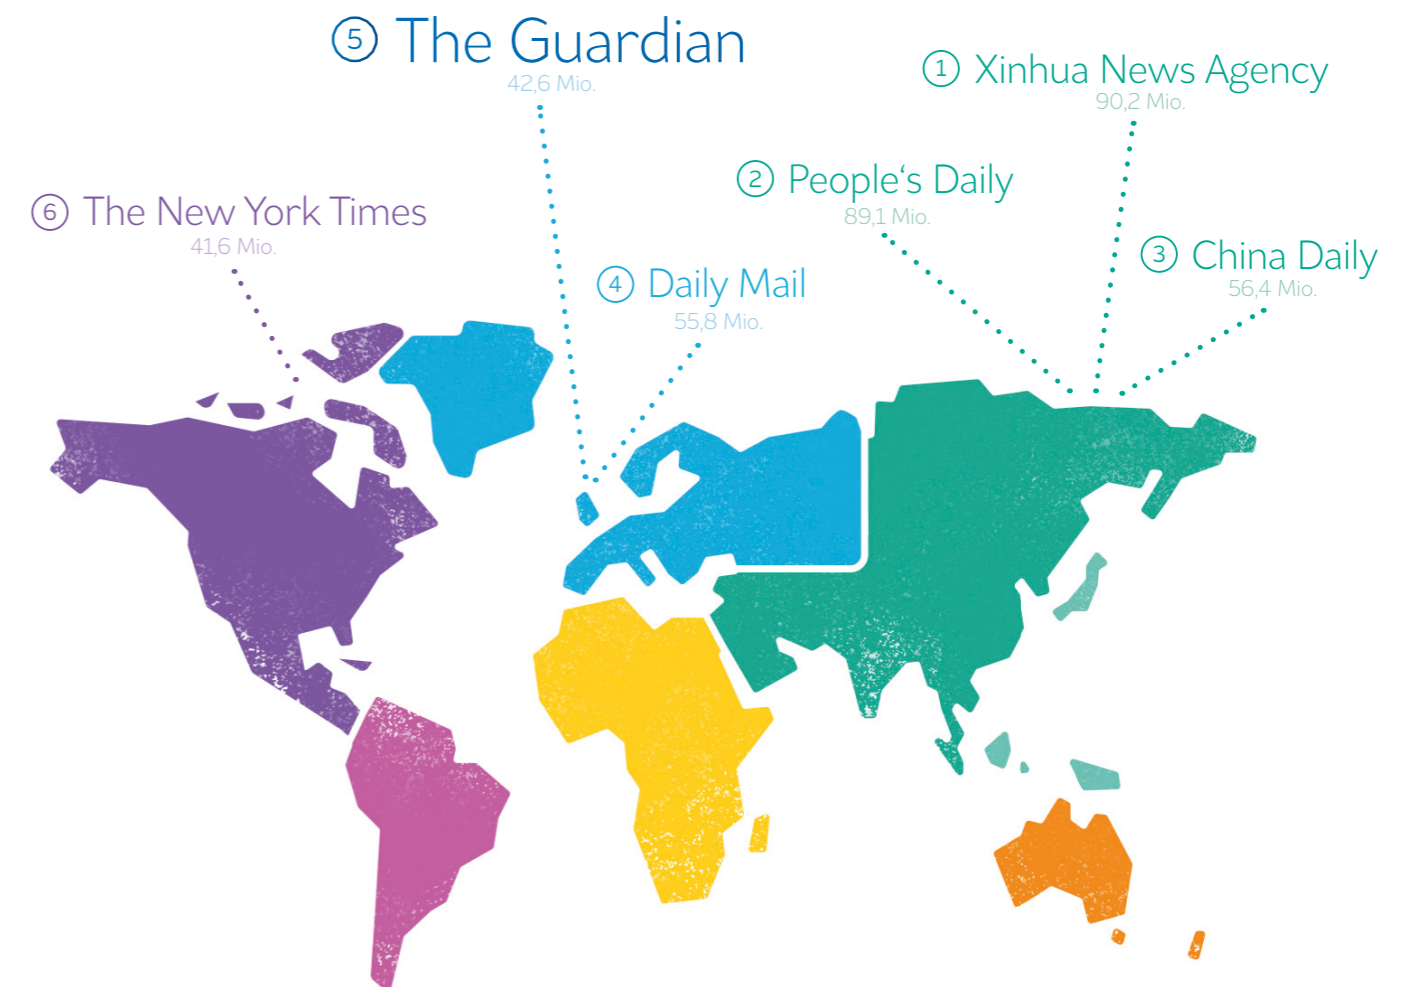 5 The Guardian
42,6 Mio.
1 Xinhua News Agency
90,2 Mio.
2 People‘s Daily
89,1 Mio.
6 The New York Times
41,6 Mio.
3 China Daily
56,4 Mio.
4 Daily Mail
55,8 Mio.